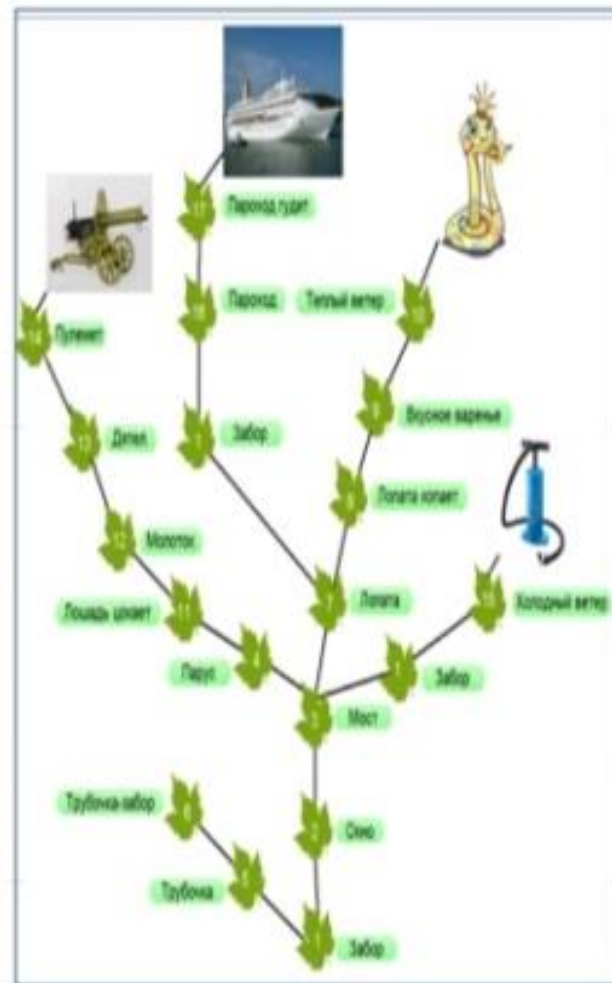 Пароход гудит
Пароход
Теплый ветер
Пулемет
Вкусное варенье
Забор
Дятел
Лопата копает
Молоток
Лошадь цокает
Лопата
Холодный ветер
Парус
Забор
Мост
Трубочка-забор
Окно
Трубочка
Забор